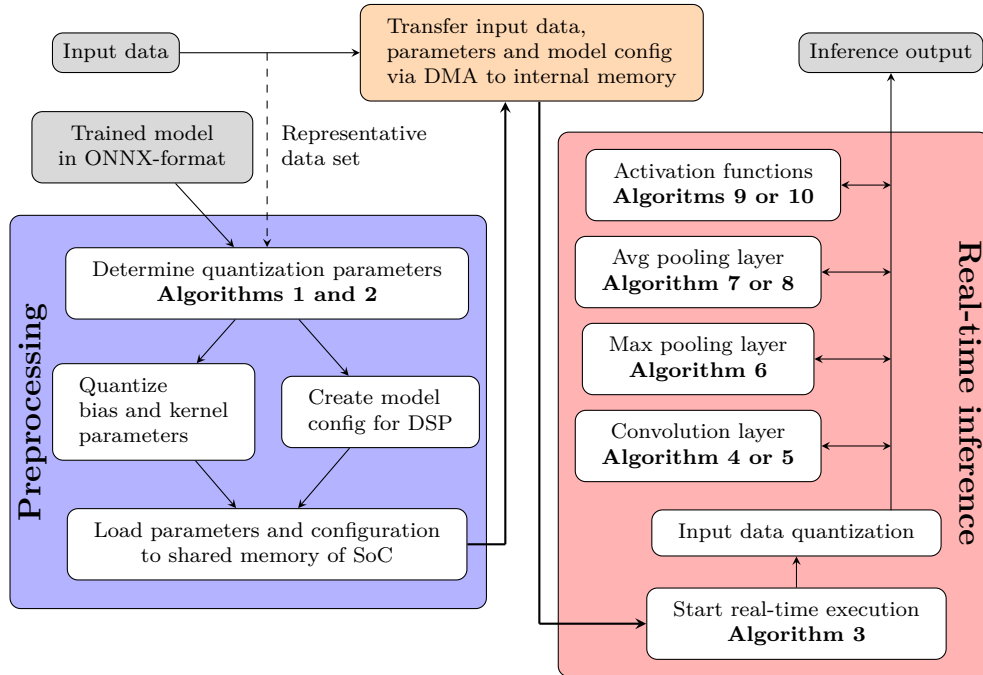 Input data
Transfer input data,
parameters and model config
via DMA to internal memory
Inference output
Trained model
in ONNX-format
Representative
data set
Preprocessing
Determine quantization parameters
Algorithms 1 and 2
Quantize
bias and kernel
parameters
Create model
config for DSP
Load parameters and configuration
to shared memory of SoC
Real-time inference
Activation functions
Algoritms 9 or 10
Avg pooling layer
Algorithm 7 or 8
Max pooling layer
Algorithm 6
Convolution layer
Algorithm 4 or 5
Input data quantization
Start real-time execution
Algorithm 3